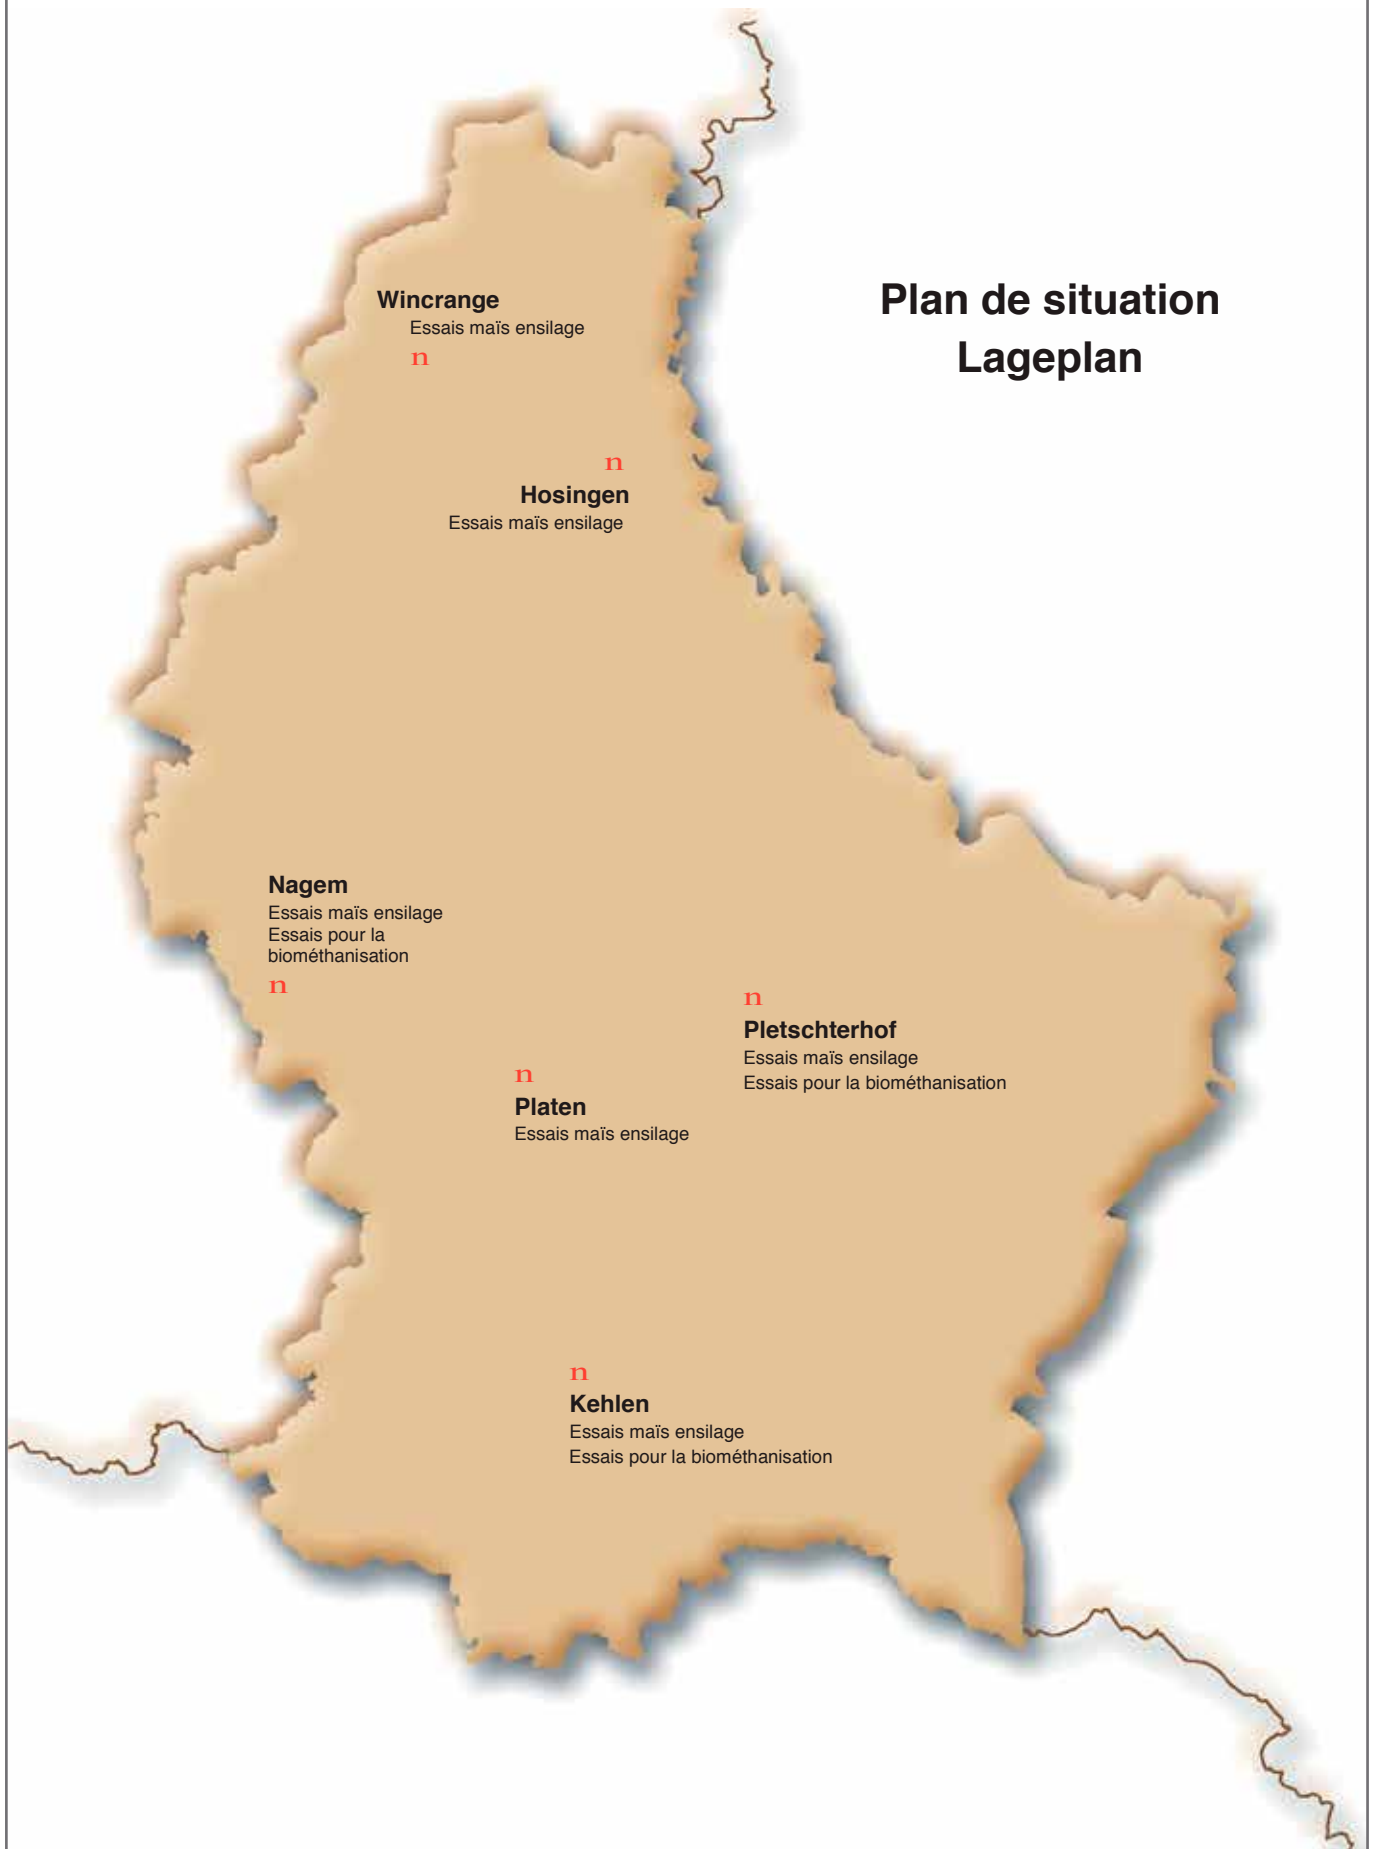 Plan de situation
Lageplan
Wincrange
Essais maïs ensilage
n
n
Hosingen
Essais maïs ensilage
Nagem
Essais maïs ensilage
Essais pour la
biométhanisation
n
n
Pletschterhof
Essais maïs ensilage
Essais pour la biométhanisation
n
Platen
Essais maïs ensilage
n
Kehlen
Essais maïs ensilage
Essais pour la biométhanisation